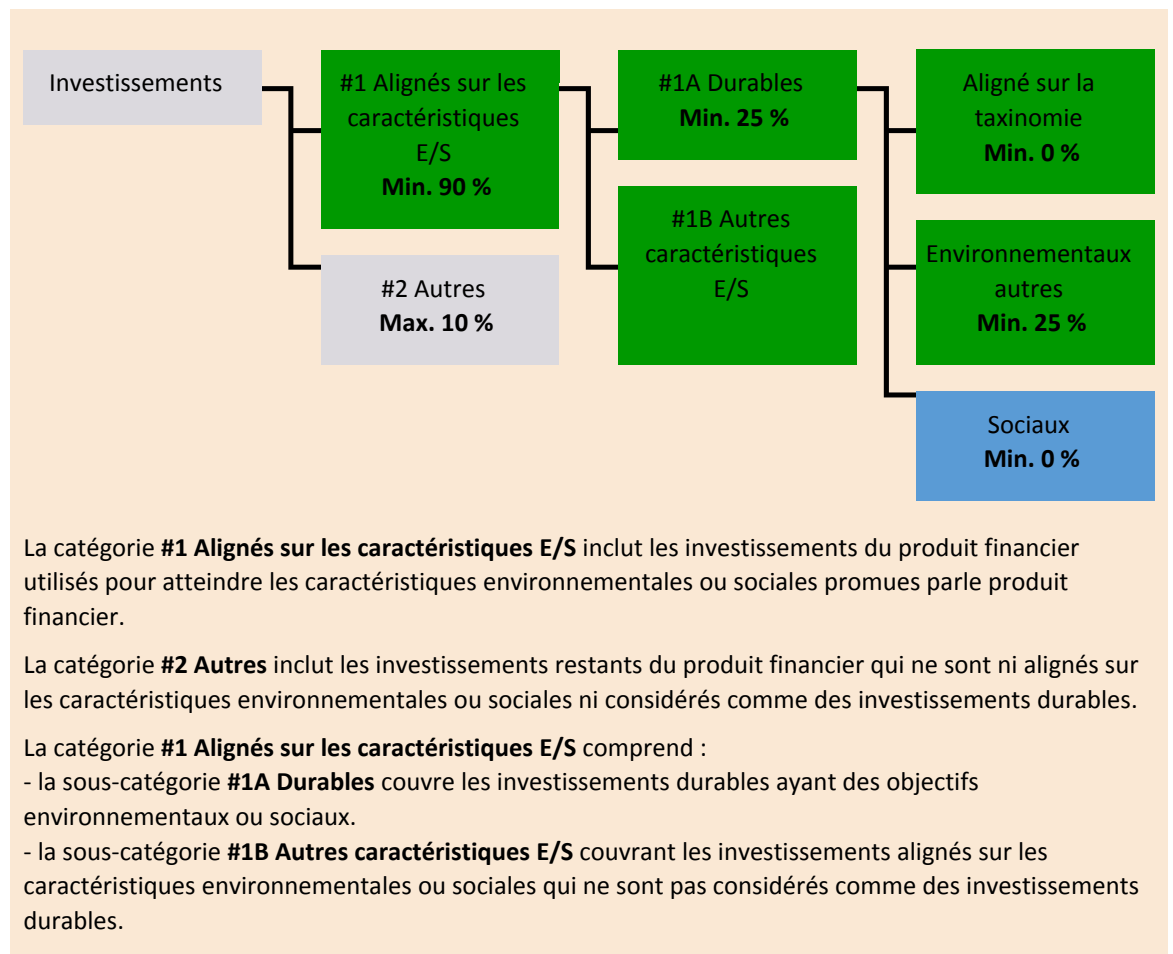 Investissements
#1 Alignés sur les
caractéristiques
E/S
Min. 90 %
#2 Autres
Max. 10 %
#1A Durables
Min. 25 %
#1B Autres
caractéristiques
E/S
Aligné sur la
taxinomie
Min. 0 %
Environnementaux
autres
Min. 25 %
Sociaux
Min. 0 %
La catégorie #1 Alignés sur les caractéristiques E/S inclut les investissements du produit financier
utilisés pour atteindre les caractéristiques environnementales ou sociales promues parle produit
financier.
La catégorie #2 Autres inclut les investissements restants du produit financier qui ne sont ni alignés sur
les caractéristiques environnementales ou sociales ni considérés comme des investissements durables.
La catégorie #1 Alignés sur les caractéristiques E/S comprend :
- la sous-catégorie #1A Durables couvre les investissements durables ayant des objectifs
environnementaux ou sociaux.
- la sous-catégorie #1B Autres caractéristiques E/S couvrant les investissements alignés sur les
caractéristiques environnementales ou sociales qui ne sont pas considérés comme des investissements
durables.